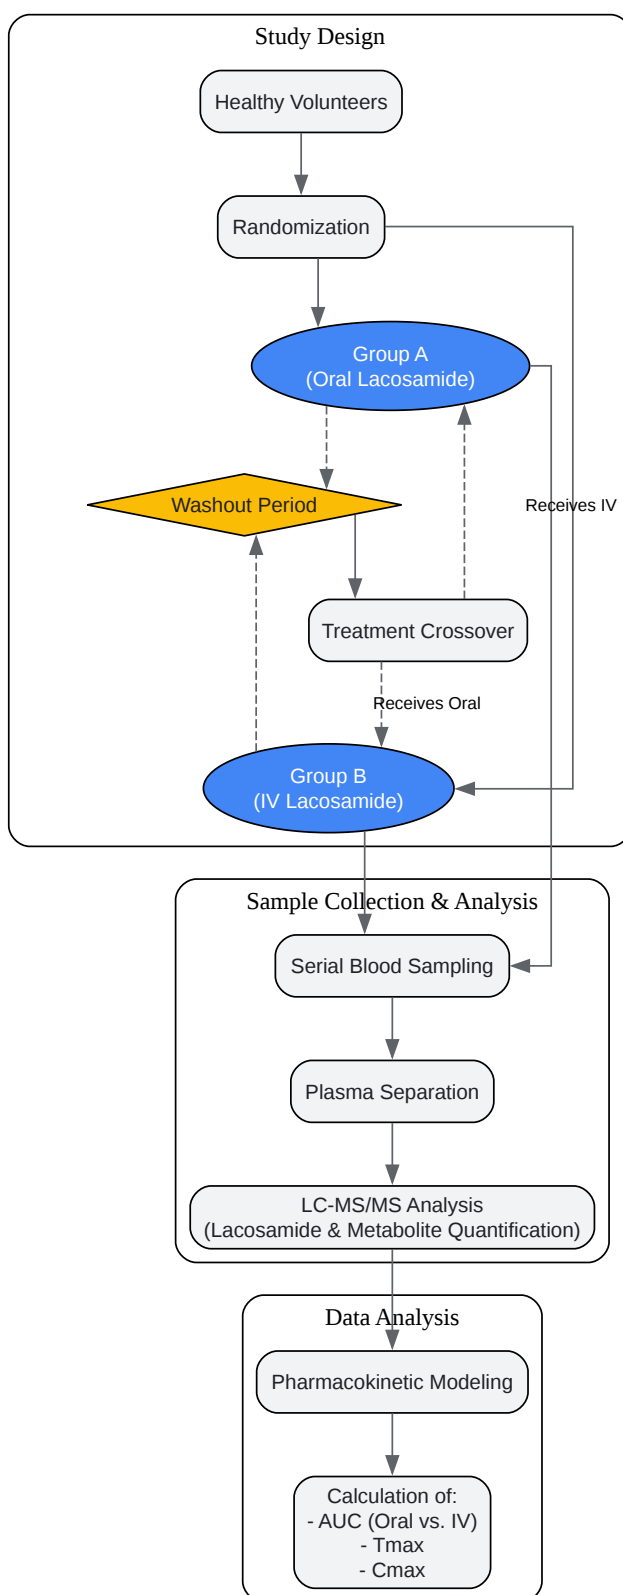 Study Design
Healthy Volunteers
Randomization
Group A
(Oral Lacosamide)
Washout Period
Receives IV
Treatment Crossover
Receives Oral
Group B
(IV Lacosamide)
Sample Collection & Analysis
Serial Blood Sampling
Plasma Separation
LC-MS/MS Analysis
(Lacosamide & Metabolite Quantification)
Data Analysis
Pharmacokinetic Modeling
Calculation of:
- AUC (Oral vs. IV)
- Tmax
- Cmax